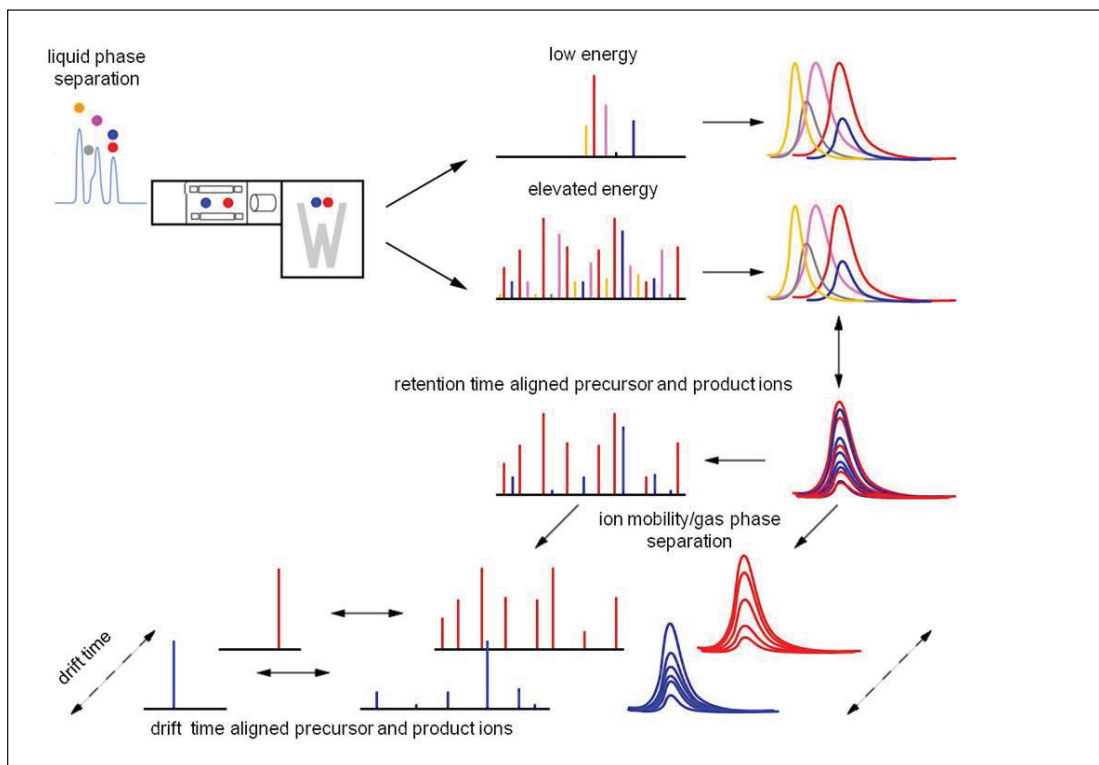 liquid phase
separation
low energy
elevated energy
W
retention time aligned precursor and product ions
ion mobility/gas phase
separation
drift time
drift time aligned precursor and product ions